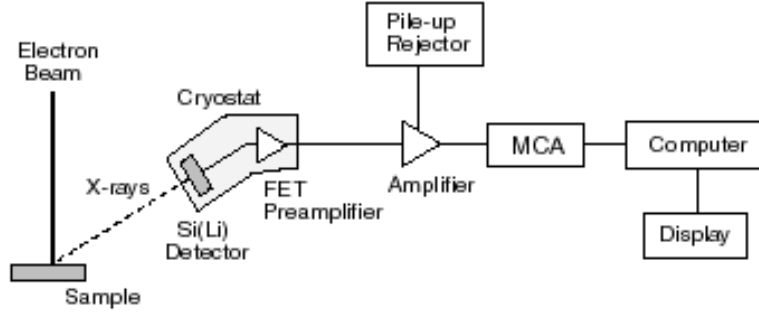 Pile-up
Rejector
Electron
Beam
Cryostat
MCA
Computer
X-rays
FET
Preamplifier
Amplifier
Si(Li)
Detector
Display
Sample